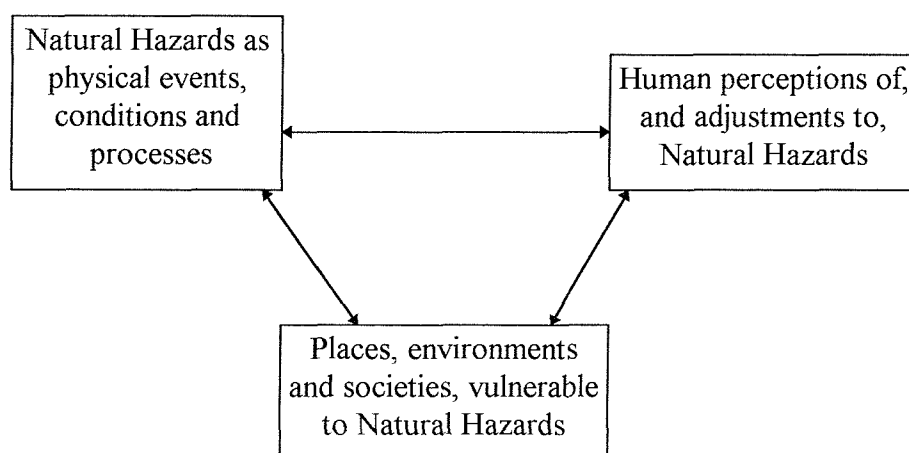 Natural Hazards as
physical events,
conditions and
processes
Human perceptions of,
and adjustments to,
Natural Hazards
Places, environments
and societies, vulnerable
to Natural Hazards